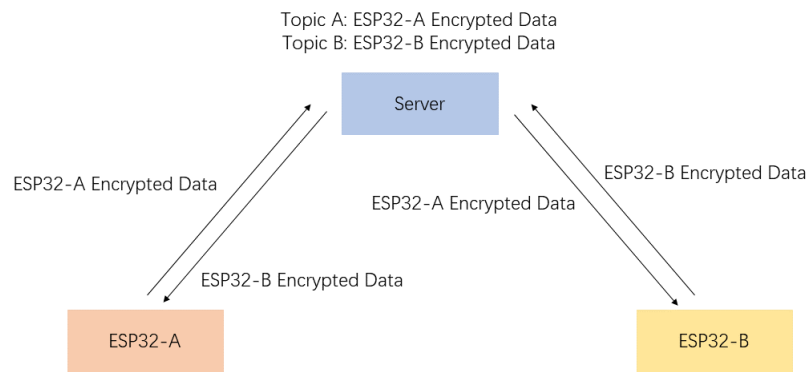 Topic A: ESP32-A Encrypted Data
Topic B: ESP32-B Encrypted Data
Server
ESP32-A Encrypted Data
ESP32-B Encrypted Data
ESP32-A Encrypted Data
ESP32-B Encrypted Data
ESP32-A
ESP32-B